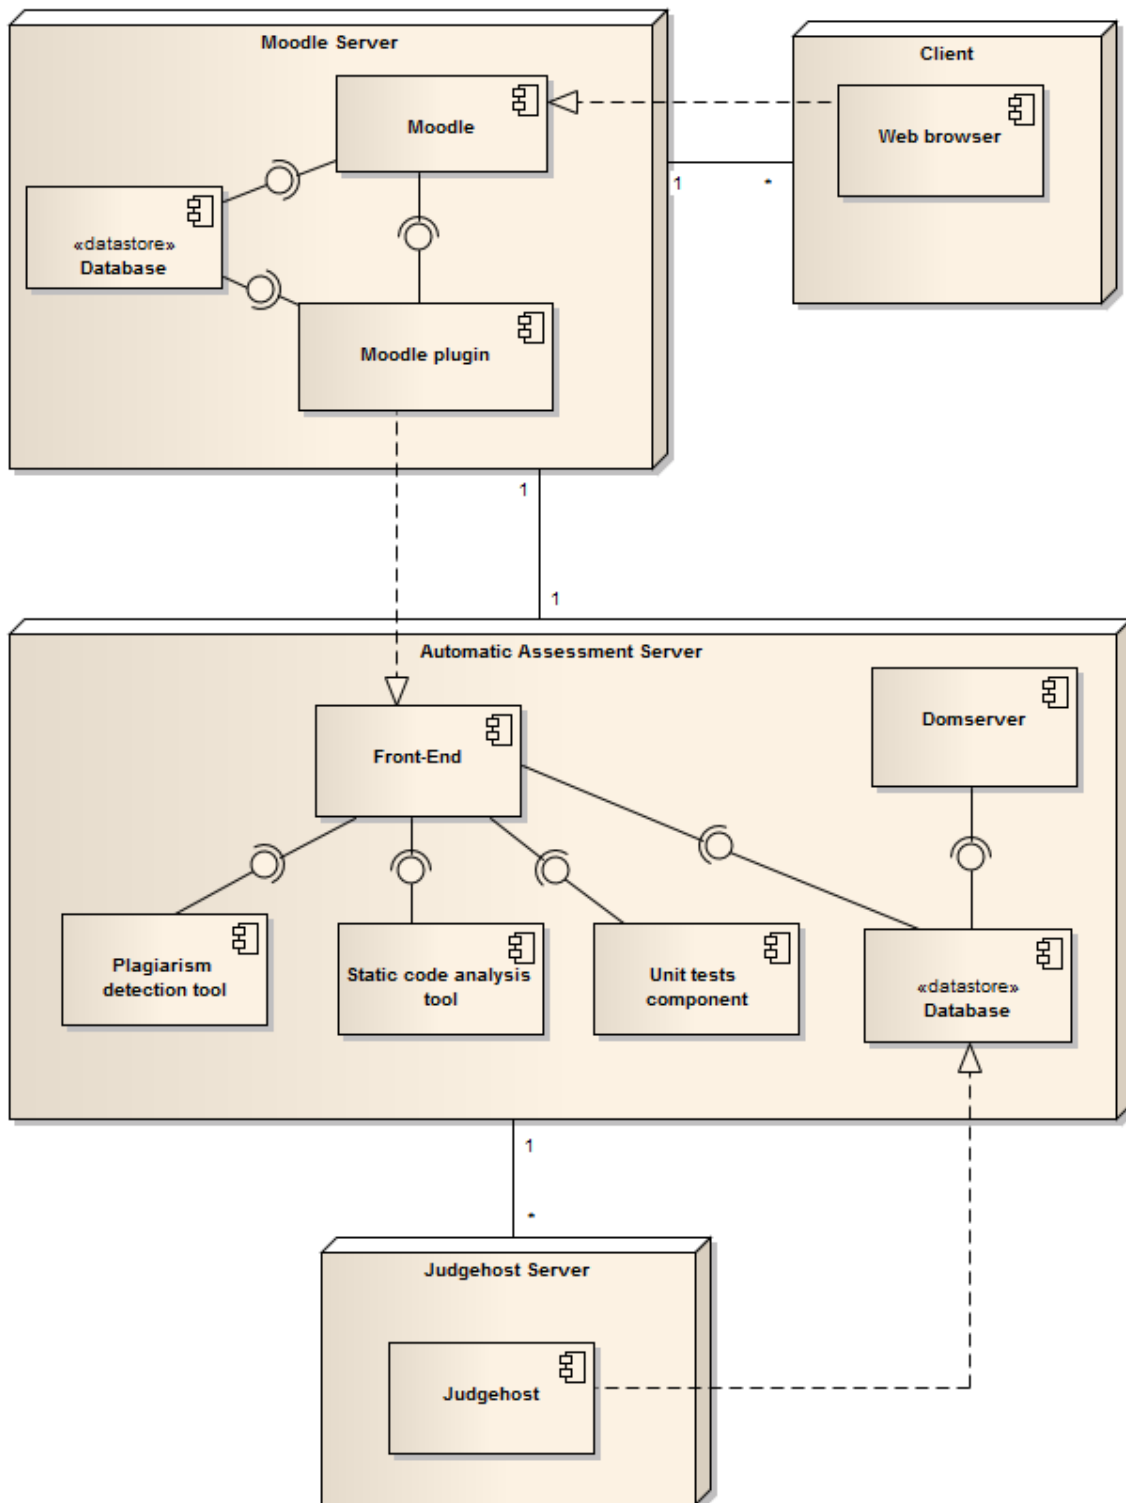 Moodle Server
Client
Moodle
Web browser
1
*
«datastore»
Database
Moodle plugin
1
1
Automatic Assessment Server
Domserver
Front-End
Plagiarism
detection tool
Static code analysis
tool
Unit tests
component
«datastore»
Database
1
*
Judgehost Server
Judgehost